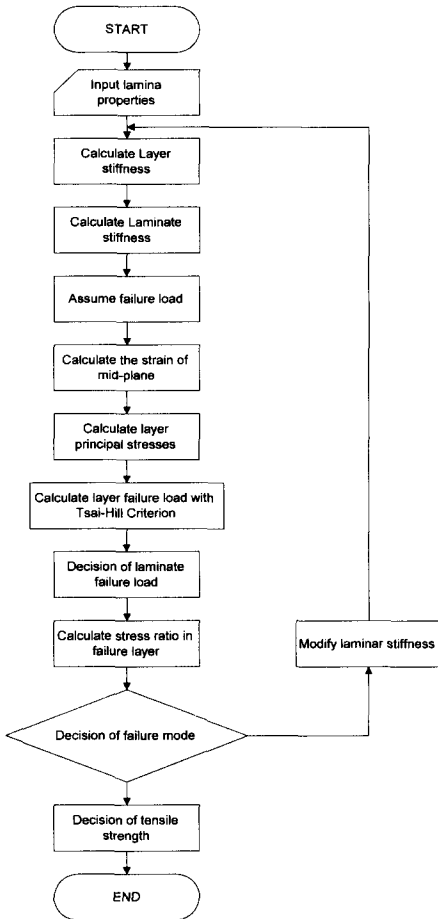 START
Input lamina
properties
Calculate Layer
stiffness
Calculate Laminate
stiffness
Assume failure load
Calculate the strain of
mid-plane
Calculate layer
principal stresses
Calculate layer failure load with
Tsai-Hill Criterion
Decision of laminate
failure load
Calculate stress ratio in
failure layer
Modify laminar stiffness
Decision of failure mode
Decision of tensile
strength
END